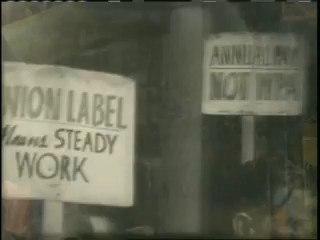 NION LABEL
Means STEADY
WORK
ANNUAL PAY
NOT WPA